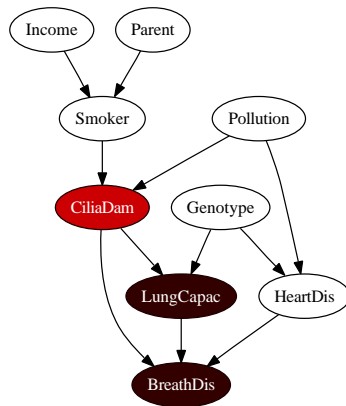 Income Parent
Smoker Pollution
CiliaDam Genotype
LungCapac HeartDis
BreathDis